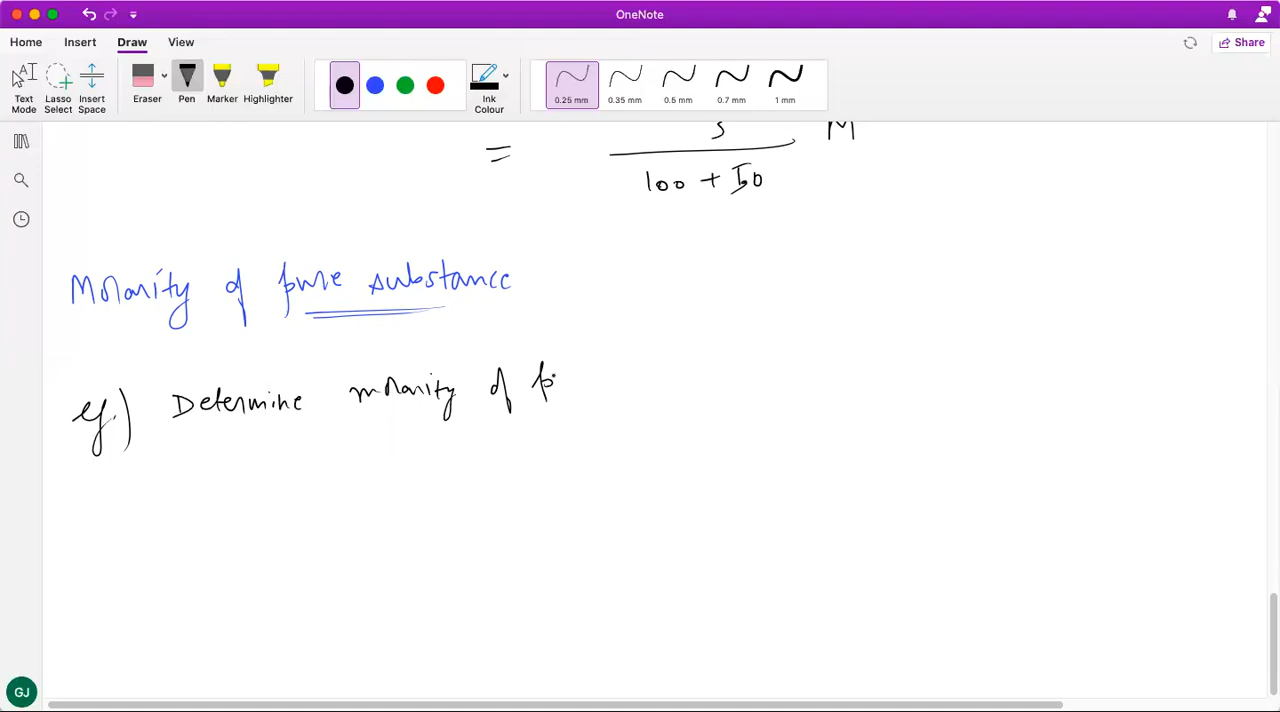 OneNote
Home Insert Draw View Share
Text Mode Lasso Select Insert Space Eraser Pen Marker Highlighter Ink Colour 0.25 mm 0.35 mm 0.5 mm 0.7 mm 1 mm
= M
100 + 50
Molarity of pure substance
eg.) Determine molarity of p
GJ